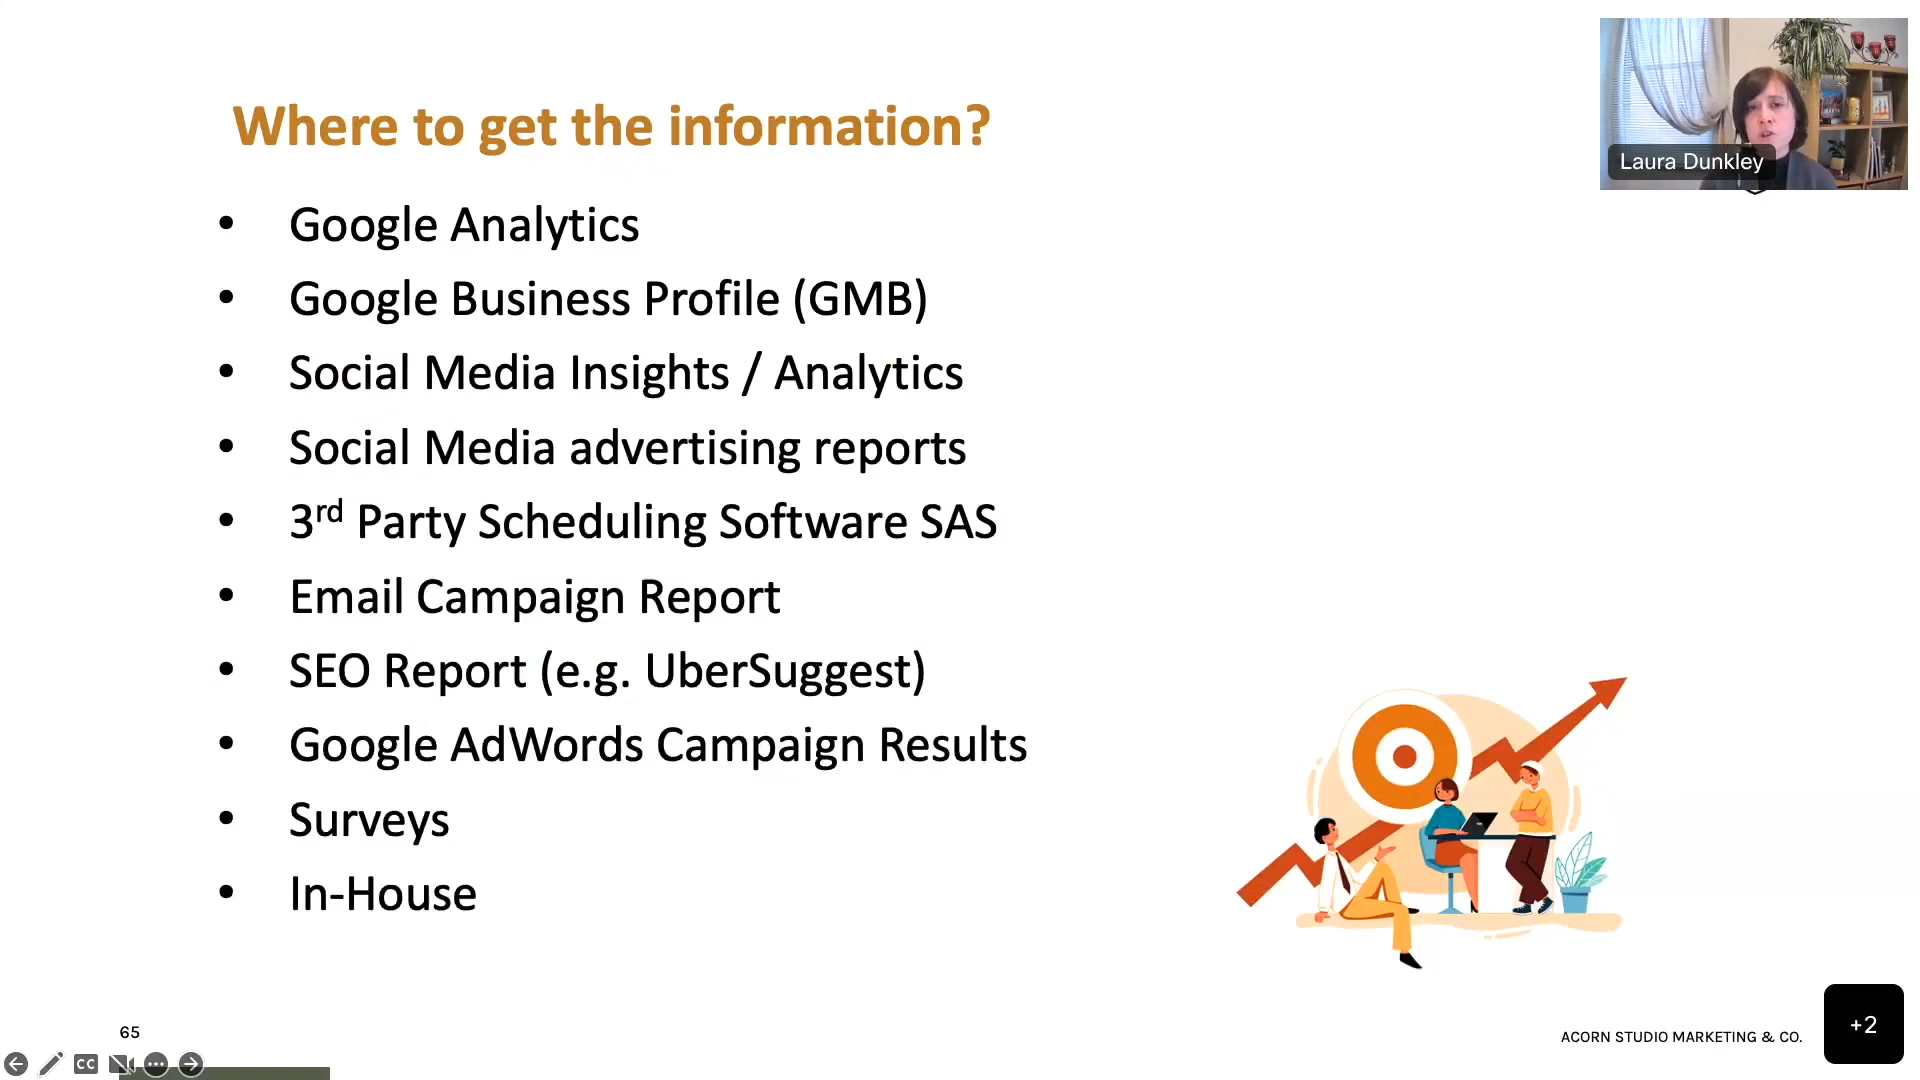 Where to get the information?
• Google Analytics
• Google Business Profile (GMB)
• Social Media Insights / Analytics
• Social Media advertising reports
• 3rd Party Scheduling Software SAS
• Email Campaign Report
• SEO Report (e.g. UberSuggest)
• Google AdWords Campaign Results
• Surveys
• In-House
Laura Dunkley
65
ACORN STUDIO MARKETING & CO.
+2
CC